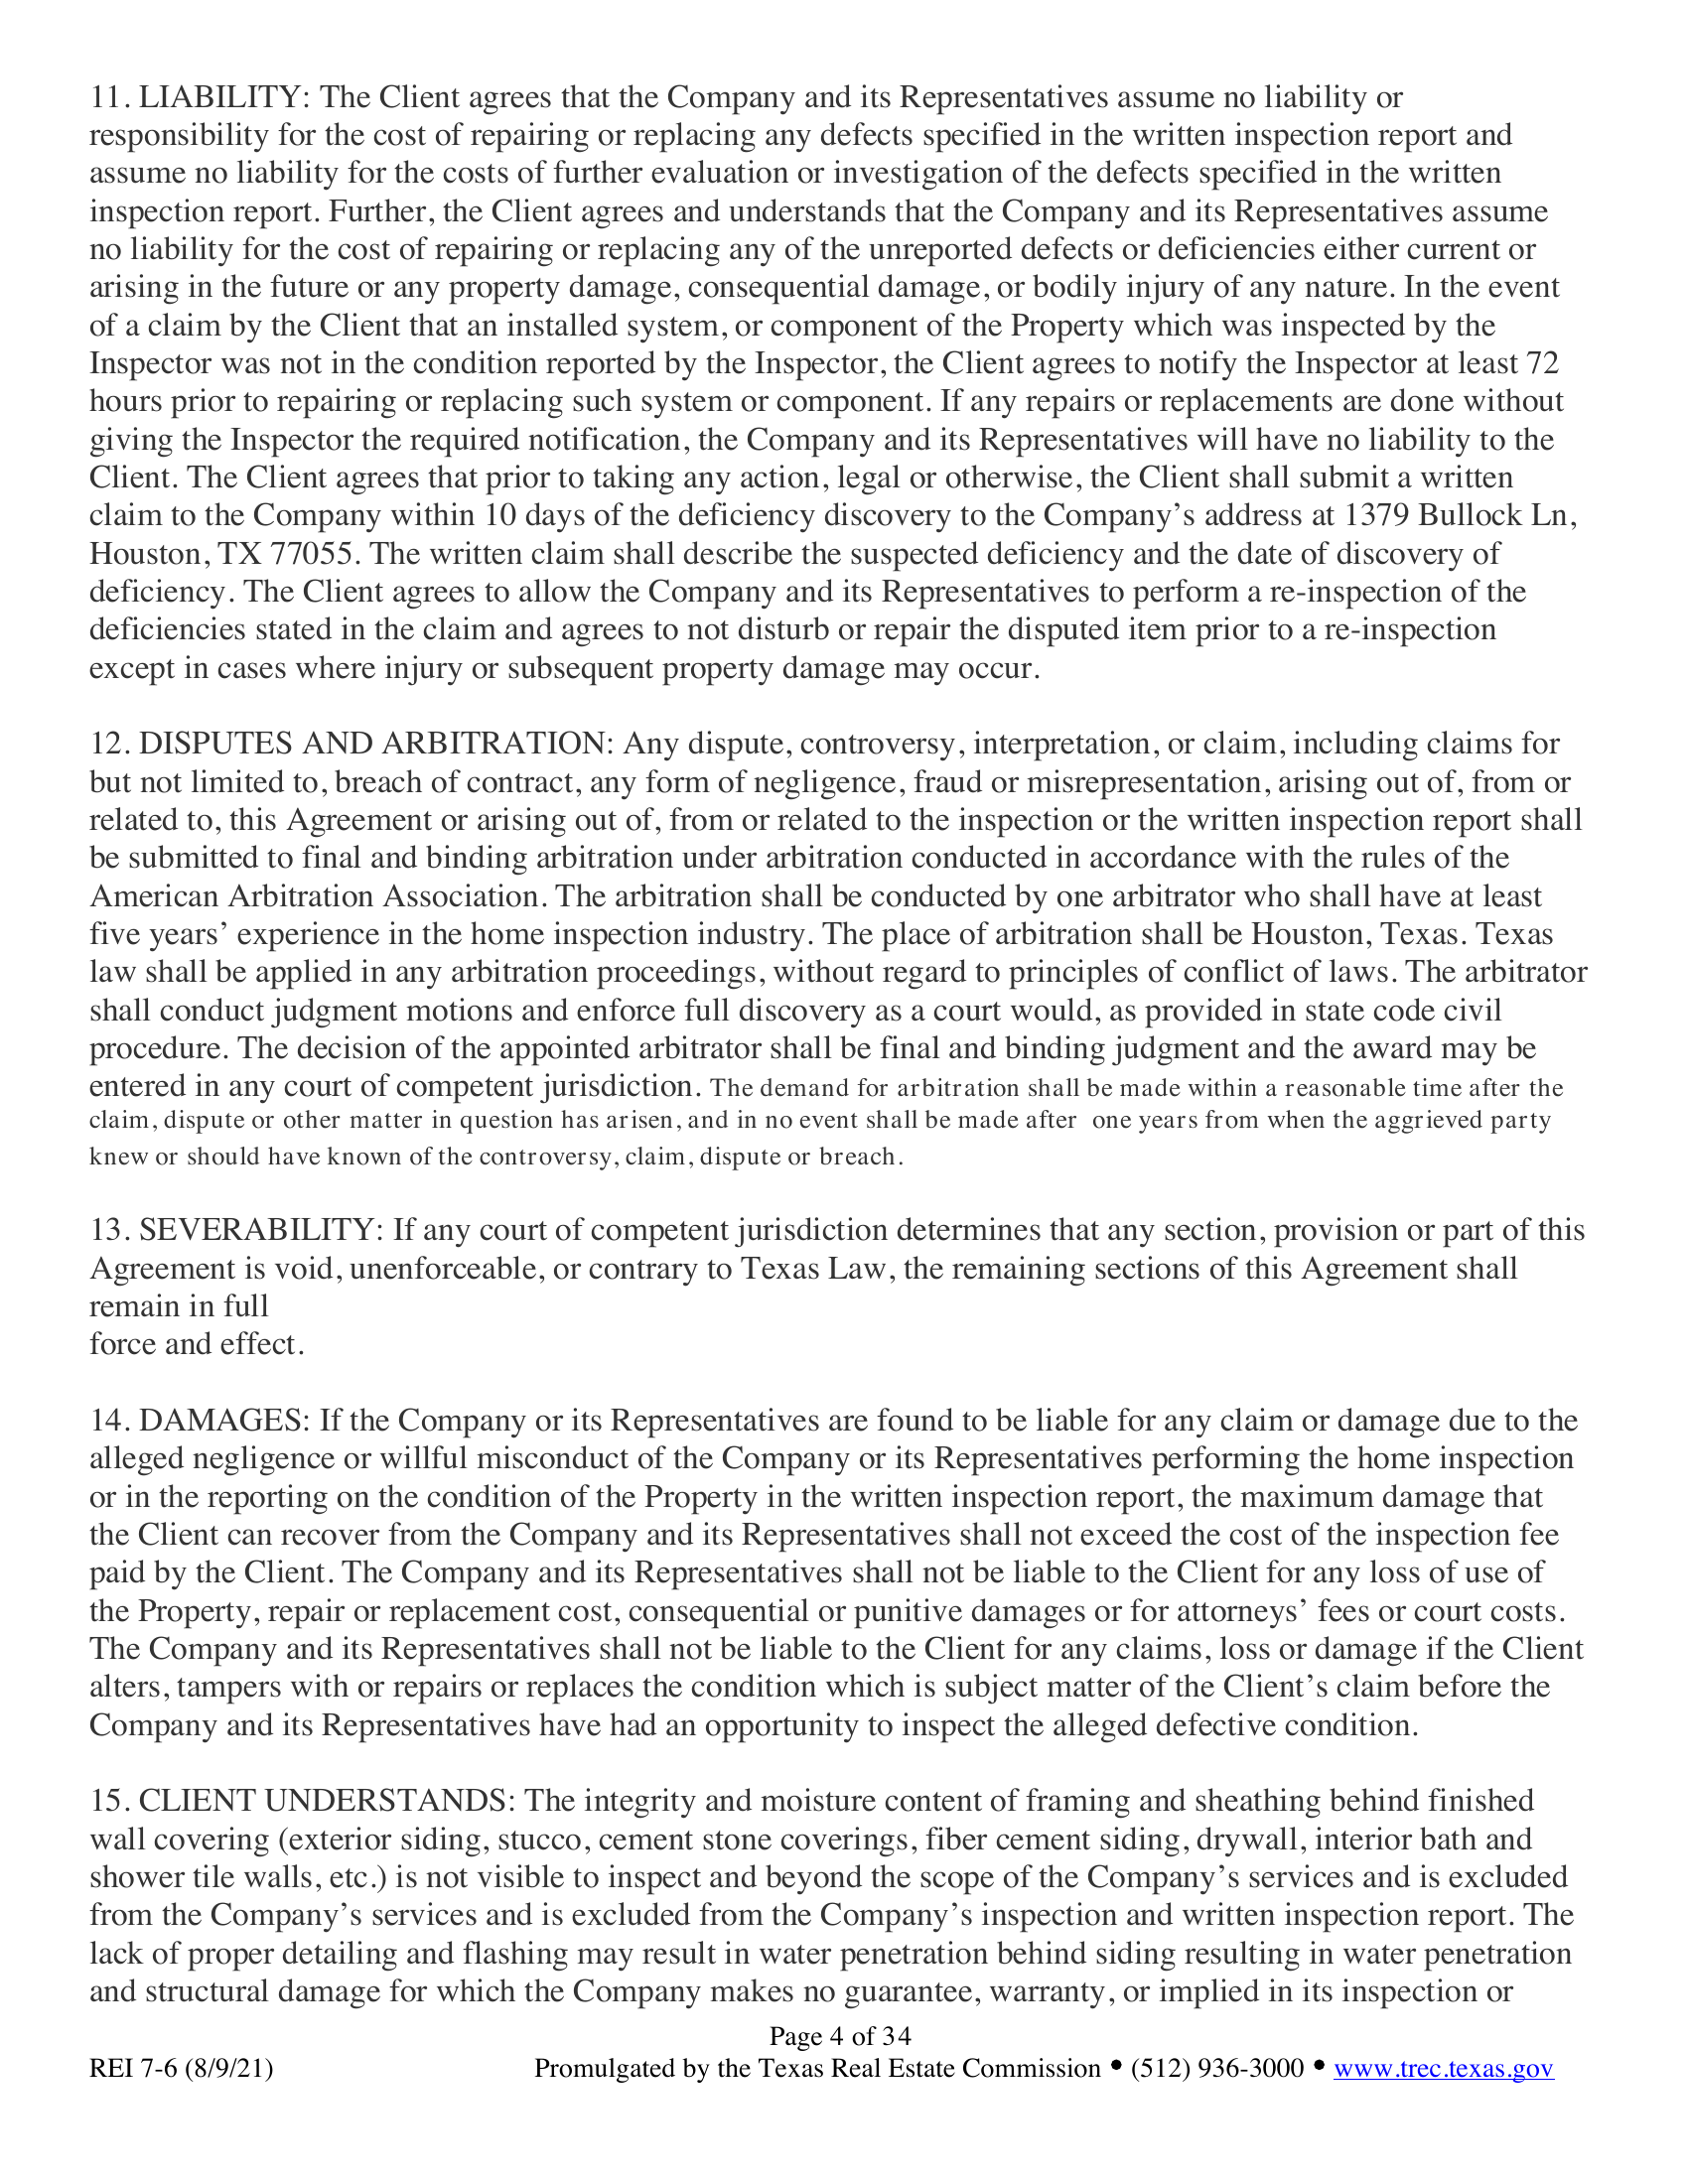 11. LIABILITY: The Client agrees that the Company and its Representatives assume no liability or
responsibility for the cost of repairing or replacing any defects specified in the written inspection report and
assume no liability for the costs of further evaluation or investigation of the defects specified in the written
inspection report. Further, the Client agrees and understands that the Company and its Representatives assume
no liability for the cost of repairing or replacing any of the unreported defects or deficiencies either current or
arising in the future or any property damage, consequential damage, or bodily injury of any nature. In the event
of a claim by the Client that an installed system, or component of the Property which was inspected by the
Inspector was not in the condition reported by the Inspector, the Client agrees to notify the Inspector at least 72
hours prior to repairing or replacing such system or component. If any repairs or replacements are done without
giving the Inspector the required notification, the Company and its Representatives will have no liability to the
Client. The Client agrees that prior to taking any action, legal or otherwise, the Client shall submit a written
claim to the Company within 10 days of the deficiency discovery to the Company’s address at 1379 Bullock Ln,
Houston, TX 77055. The written claim shall describe the suspected deficiency and the date of discovery of
deficiency. The Client agrees to allow the Company and its Representatives to perform a re-inspection of the
deficiencies stated in the claim and agrees to not disturb or repair the disputed item prior to a re-inspection
except in cases where injury or subsequent property damage may occur.
12. DISPUTES AND ARBITRATION: Any dispute, controversy, interpretation, or claim, including claims for
but not limited to, breach of contract, any form of negligence, fraud or misrepresentation, arising out of, from or
related to, this Agreement or arising out of, from or related to the inspection or the written inspection report shall
be submitted to final and binding arbitration under arbitration conducted in accordance with the rules of the
American Arbitration Association. The arbitration shall be conducted by one arbitrator who shall have at least
five years’ experience in the home inspection industry. The place of arbitration shall be Houston, Texas. Texas
law shall be applied in any arbitration proceedings, without regard to principles of conflict of laws. The arbitrator
shall conduct judgment motions and enforce full discovery as a court would, as provided in state code civil
procedure. The decision of the appointed arbitrator shall be final and binding judgment and the award may be
entered in any court of competent jurisdiction. The demand for arbitration shall be made within a reasonable time after the
claim, dispute or other matter in question has arisen, and in no event shall be made after one years from when the aggrieved party
knew or should have known of the controversy, claim, dispute or breach.
13. SEVERABILITY: If any court of competent jurisdiction determines that any section, provision or part of this
Agreement is void, unenforceable, or contrary to Texas Law, the remaining sections of this Agreement shall
remain in full
force and effect.
14. DAMAGES: If the Company or its Representatives are found to be liable for any claim or damage due to the
alleged negligence or willful misconduct of the Company or its Representatives performing the home inspection
or in the reporting on the condition of the Property in the written inspection report, the maximum damage that
the Client can recover from the Company and its Representatives shall not exceed the cost of the inspection fee
paid by the Client. The Company and its Representatives shall not be liable to the Client for any loss of use of
the Property, repair or replacement cost, consequential or punitive damages or for attorneys’ fees or court costs.
The Company and its Representatives shall not be liable to the Client for any claims, loss or damage if the Client
alters, tampers with or repairs or replaces the condition which is subject matter of the Client’s claim before the
Company and its Representatives have had an opportunity to inspect the alleged defective condition.
15. CLIENT UNDERSTANDS: The integrity and moisture content of framing and sheathing behind finished
wall covering (exterior siding, stucco, cement stone coverings, fiber cement siding, drywall, interior bath and
shower tile walls, etc.) is not visible to inspect and beyond the scope of the Company’s services and is excluded
from the Company’s services and is excluded from the Company’s inspection and written inspection report. The
lack of proper detailing and flashing may result in water penetration behind siding resulting in water penetration
and structural damage for which the Company makes no guarantee, warranty, or implied in its inspection or
Page 4 of 34
REI 7-6 (8/9/21) Promulgated by the Texas Real Estate Commission • (512) 936-3000 • www.trec.texas.gov